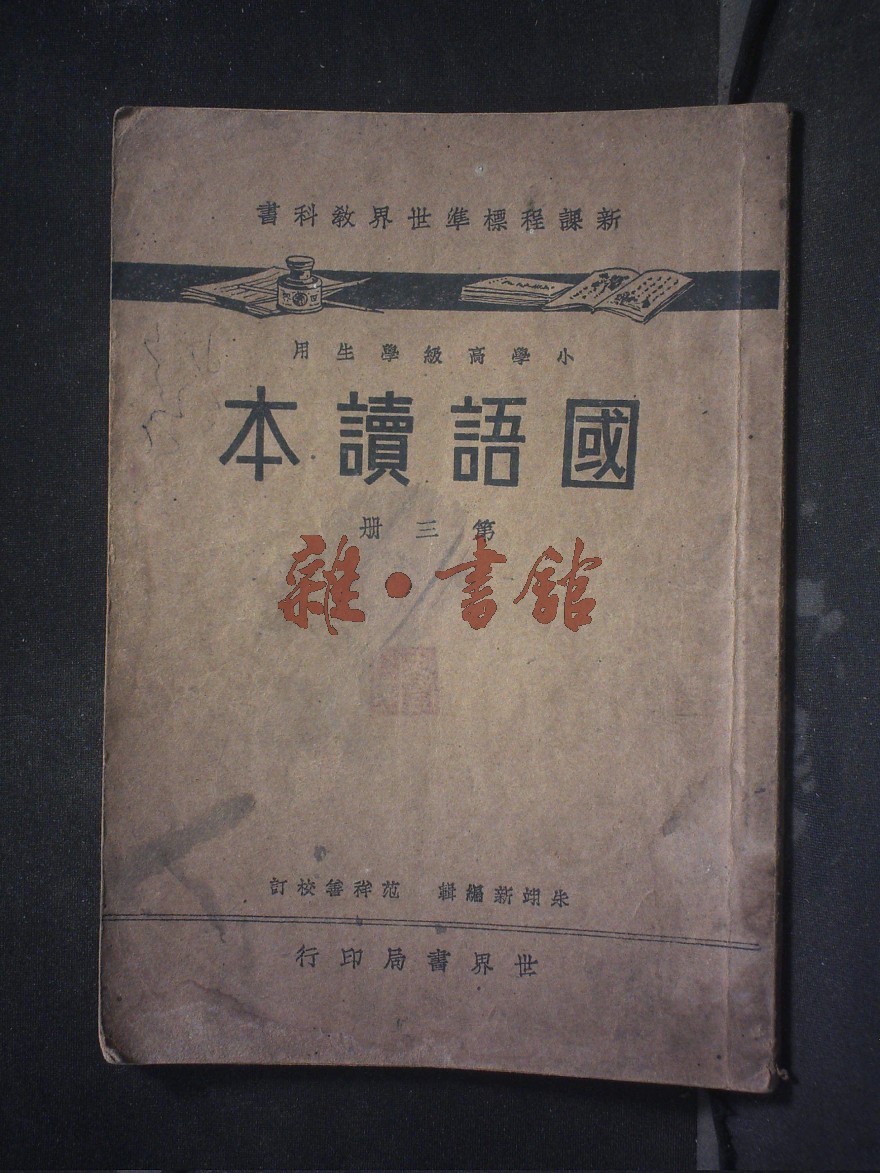 新課程標準世界教科書
小學高級學生用
國語讀本
第三册
雜·書館
朱翊新編輯 范祥善校訂
世界書局印行